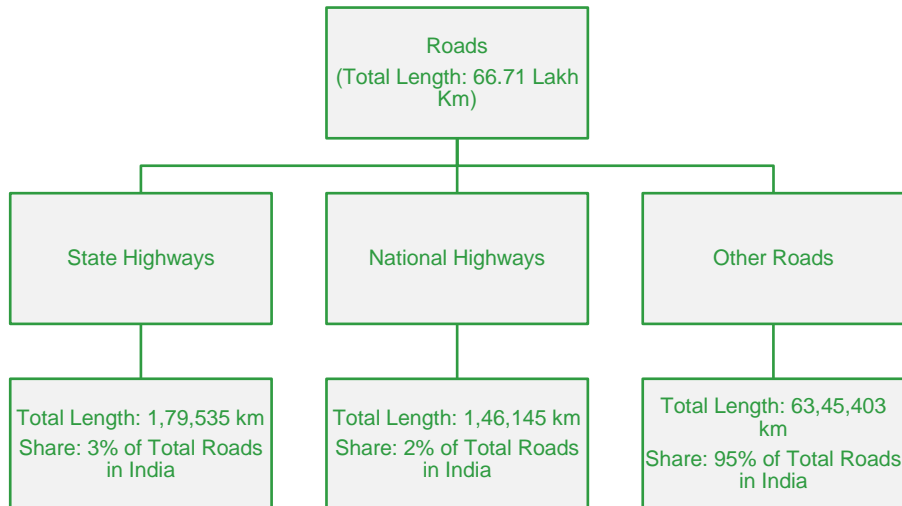 Roads
(Total Length: 66.71 Lakh
Km)
State Highways
National Highways
Other Roads
Total Length: 1,79,535 km
Share: 3% of Total Roads
in India
Total Length: 1,46,145 km
Share: 2% of Total Roads
in India
Total Length: 63,45,403
km
Share: 95% of Total Roads
in India